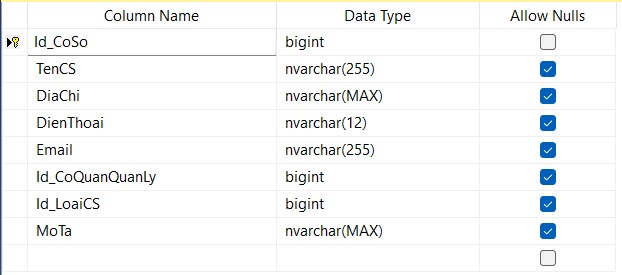 Column Name Data Type Allow Nulls
Id_CoSo bigint
TenCS nvarchar(255)
DiaChi nvarchar(MAX)
DienThoai nvarchar(12)
Email nvarchar(255)
Id_CoQuanQuanLy bigint
Id_LoaiCS bigint
MoTa nvarchar(MAX)